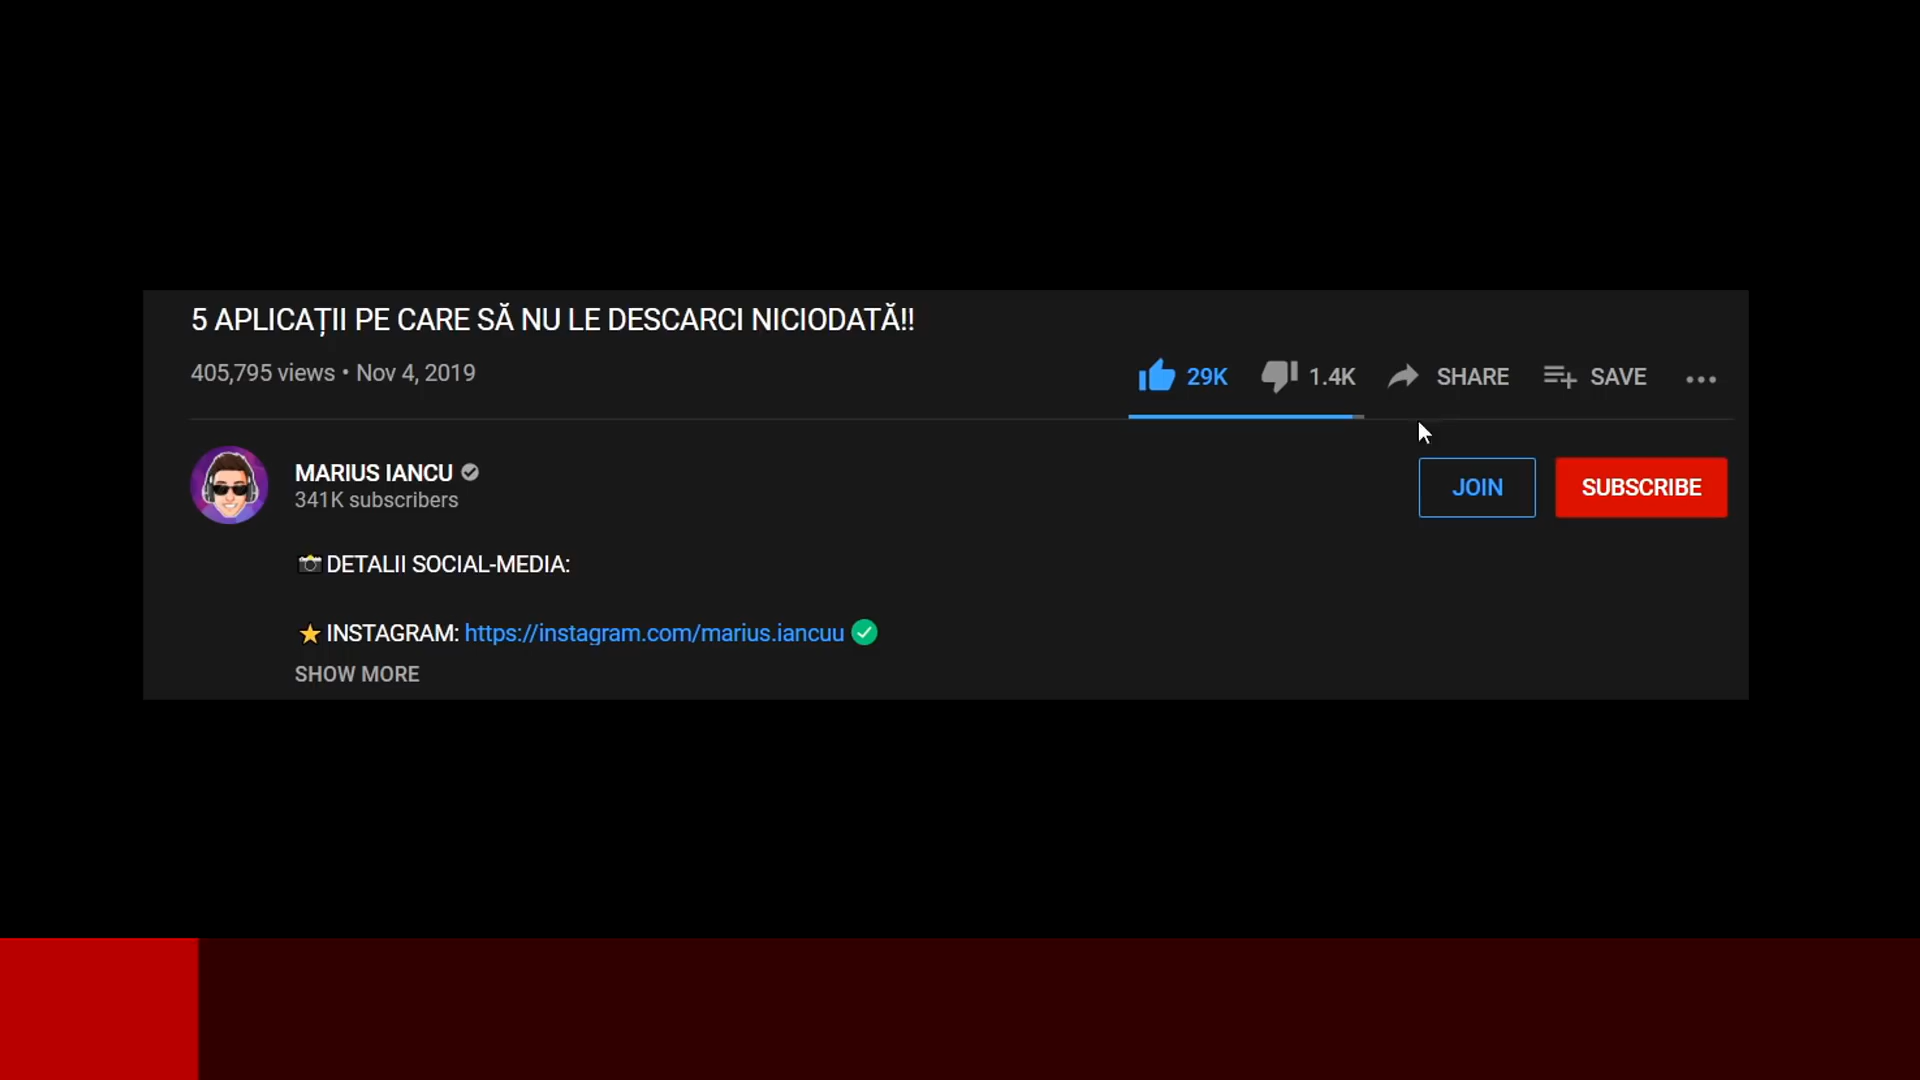 5 APLICAȚII PE CARE SĂ NU LE DESCARCI NICIODATĂ!!
405,795 views • Nov 4, 2019
29K 1.4K SHARE SAVE
MARIUS IANCU
341K subscribers
JOIN SUBSCRIBE
DETALII SOCIAL-MEDIA:
INSTAGRAM: https://instagram.com/marius.iancuu
SHOW MORE